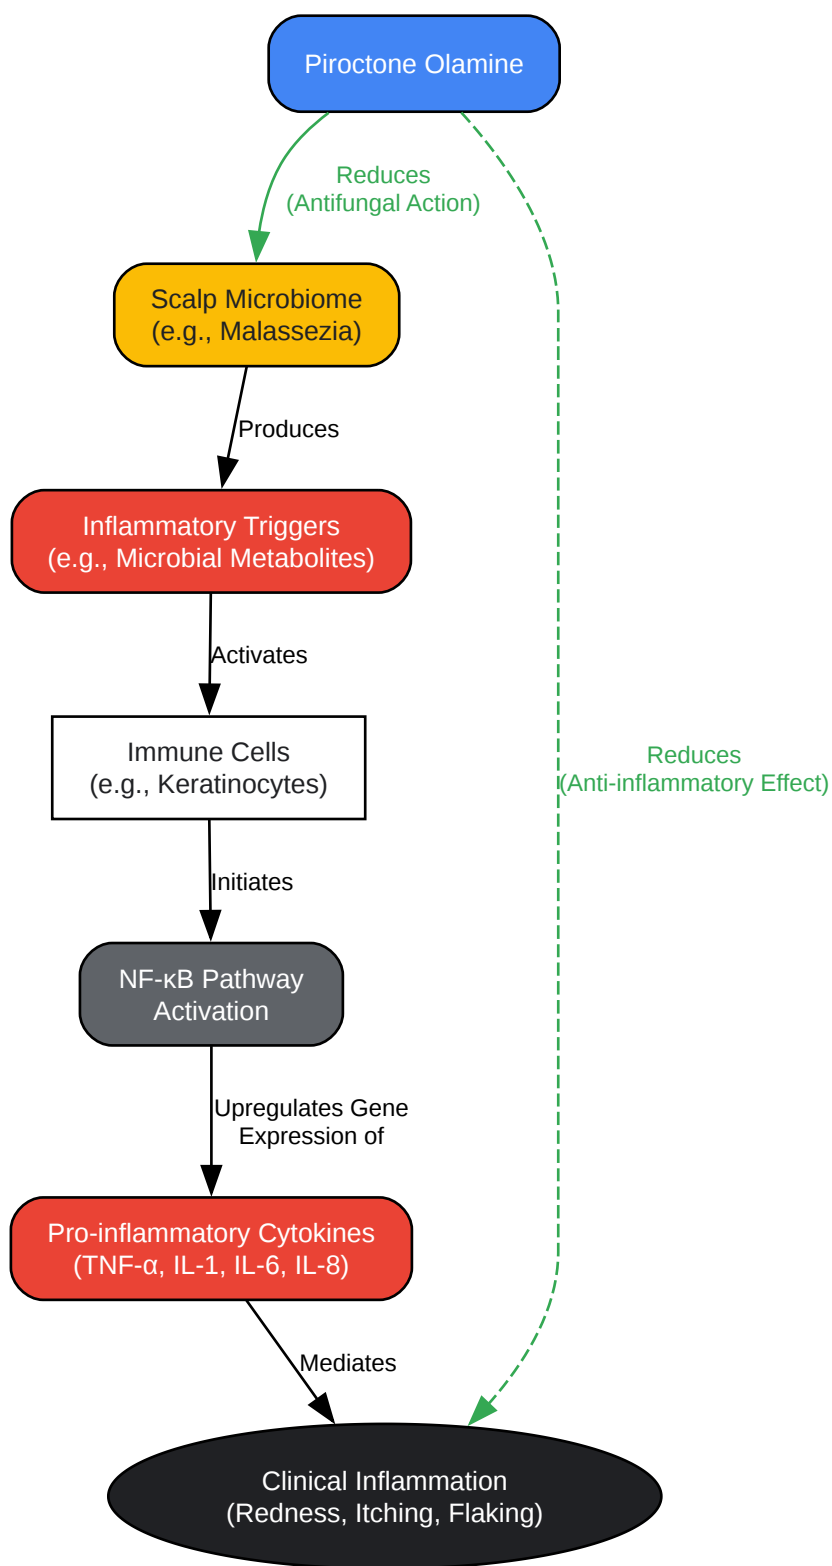 Piroctone Olamine
Reduces
(Antifungal Action)
Scalp Microbiome
(e.g., Malassezia)
Produces
Inflammatory Triggers
(e.g., Microbial Metabolites)
Activates
Immune Cells
(e.g., Keratinocytes)
Reduces
(Anti-inflammatory Effect)
Initiates
NF-κB Pathway
Activation
Upregulates Gene
Expression of
Pro-inflammatory Cytokines
(TNF-α, IL-1, IL-6, IL-8)
Mediates
Clinical Inflammation
(Redness, Itching, Flaking)